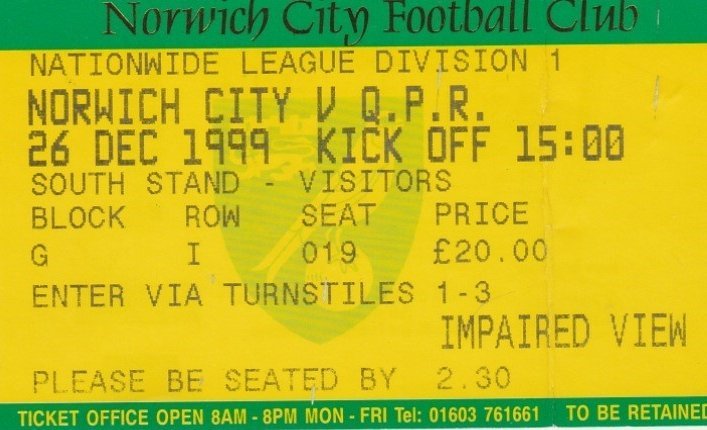 Norwich City Football Club
NATIONWIDE LEAGUE DIVISION 1
NORWICH CITY V Q.P.R.
26 DEC 1999 KICK OFF 15:00
SOUTH STAND - VISITORS
BLOCK ROW SEAT PRICE
G I 019 £20.00
ENTER VIA TURNSTILES 1-3
IMPAIRED VIEW
PLEASE BE SEATED BY 2.30
TICKET OFFICE OPEN 8AM - 8PM MON - FRI Tel: 01603 761661 TO BE RETAINED